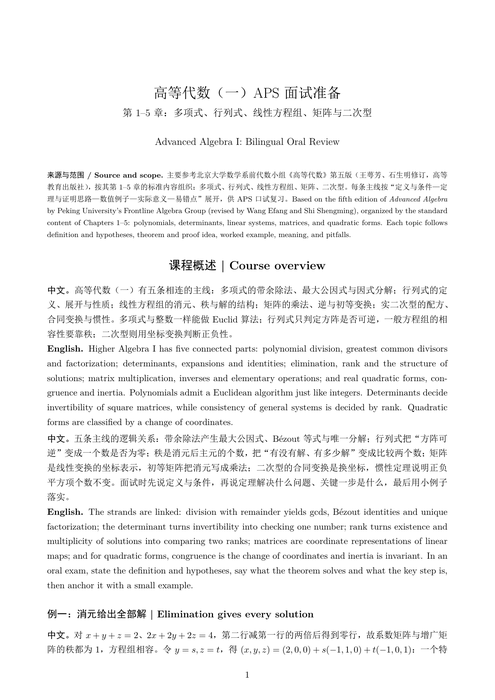 高等代数（一）APS 面试准备
第 1–5 章：多项式、行列式、线性方程组、矩阵与二次型
Advanced Algebra I: Bilingual Oral Review
来源与范围 / Source and scope. 主要参考北京大学数学系前代数小组《高等代数》第五版（王萼芳、石生明修订，高等
教育出版社），按其第 1–5 章的标准内容组织：多项式、行列式、线性方程组、矩阵、二次型。每条主线按“定义与条件—定
理与证明思路—数值例子—实际意义—易错点”展开，供 APS 口试复习。Based on the fifth edition of Advanced Algebra
by Peking University's Frontline Algebra Group (revised by Wang Efang and Shi Shengming), organized by the standard
content of Chapters 1–5: polynomials, determinants, linear systems, matrices, and quadratic forms. Each topic follows
definition and hypotheses, theorem and proof idea, worked example, meaning, and pitfalls.
课程概述 | Course overview
中文。高等代数（一）有五条相连的主线：多项式的带余除法、最大公因式与因式分解；行列式的定
义、展开与性质；线性方程组的消元、秩与解的结构；矩阵的乘法、逆与初等变换；实二次型的配方、
合同变换与惯性。多项式与整数一样能做 Euclid 算法；行列式只判定方阵是否可逆，一般方程组的相
容性要靠秩；二次型则用坐标变换判断正负性。
English. Higher Algebra I has five connected parts: polynomial division, greatest common divisors
and factorization; determinants, expansions and identities; elimination, rank and the structure of
solutions; matrix multiplication, inverses and elementary operations; and real quadratic forms, con-
gruence and inertia. Polynomials admit a Euclidean algorithm just like integers. Determinants decide
invertibility of square matrices, while consistency of general systems is decided by rank. Quadratic
forms are classified by a change of coordinates.
中文。五条主线的逻辑关系：带余除法产生最大公因式、Bézout 等式与唯一分解；行列式把“方阵可
逆”变成一个数是否为零；秩是消元后主元的个数，把“有没有解、有多少解”变成比较两个数；矩阵
是线性变换的坐标表示，初等矩阵把消元写成乘法；二次型的合同变换是换坐标，惯性定理说明正负
平方项个数不变。面试时先说定义与条件，再说定理解决什么问题、关键一步是什么，最后用小例子
落实。
English. The strands are linked: division with remainder yields gcds, Bézout identities and unique
factorization; the determinant turns invertibility into checking one number; rank turns existence and
multiplicity of solutions into comparing two ranks; matrices are coordinate representations of linear
maps; and for quadratic forms, congruence is the change of coordinates and inertia is invariant. In an
oral exam, state the definition and hypotheses, say what the theorem solves and what the key step is,
then anchor it with a small example.
例一：消元给出全部解 | Elimination gives every solution
中文。对 x + y + z = 2、2x + 2y + 2z = 4，第二行减第一行的两倍后得到零行，故系数矩阵与增广矩
阵的秩都为 1，方程组相容。令 y = s, z = t，得 (x, y, z) = (2, 0, 0) + s(−1, 1, 0) + t(−1, 0, 1)：一个特
1